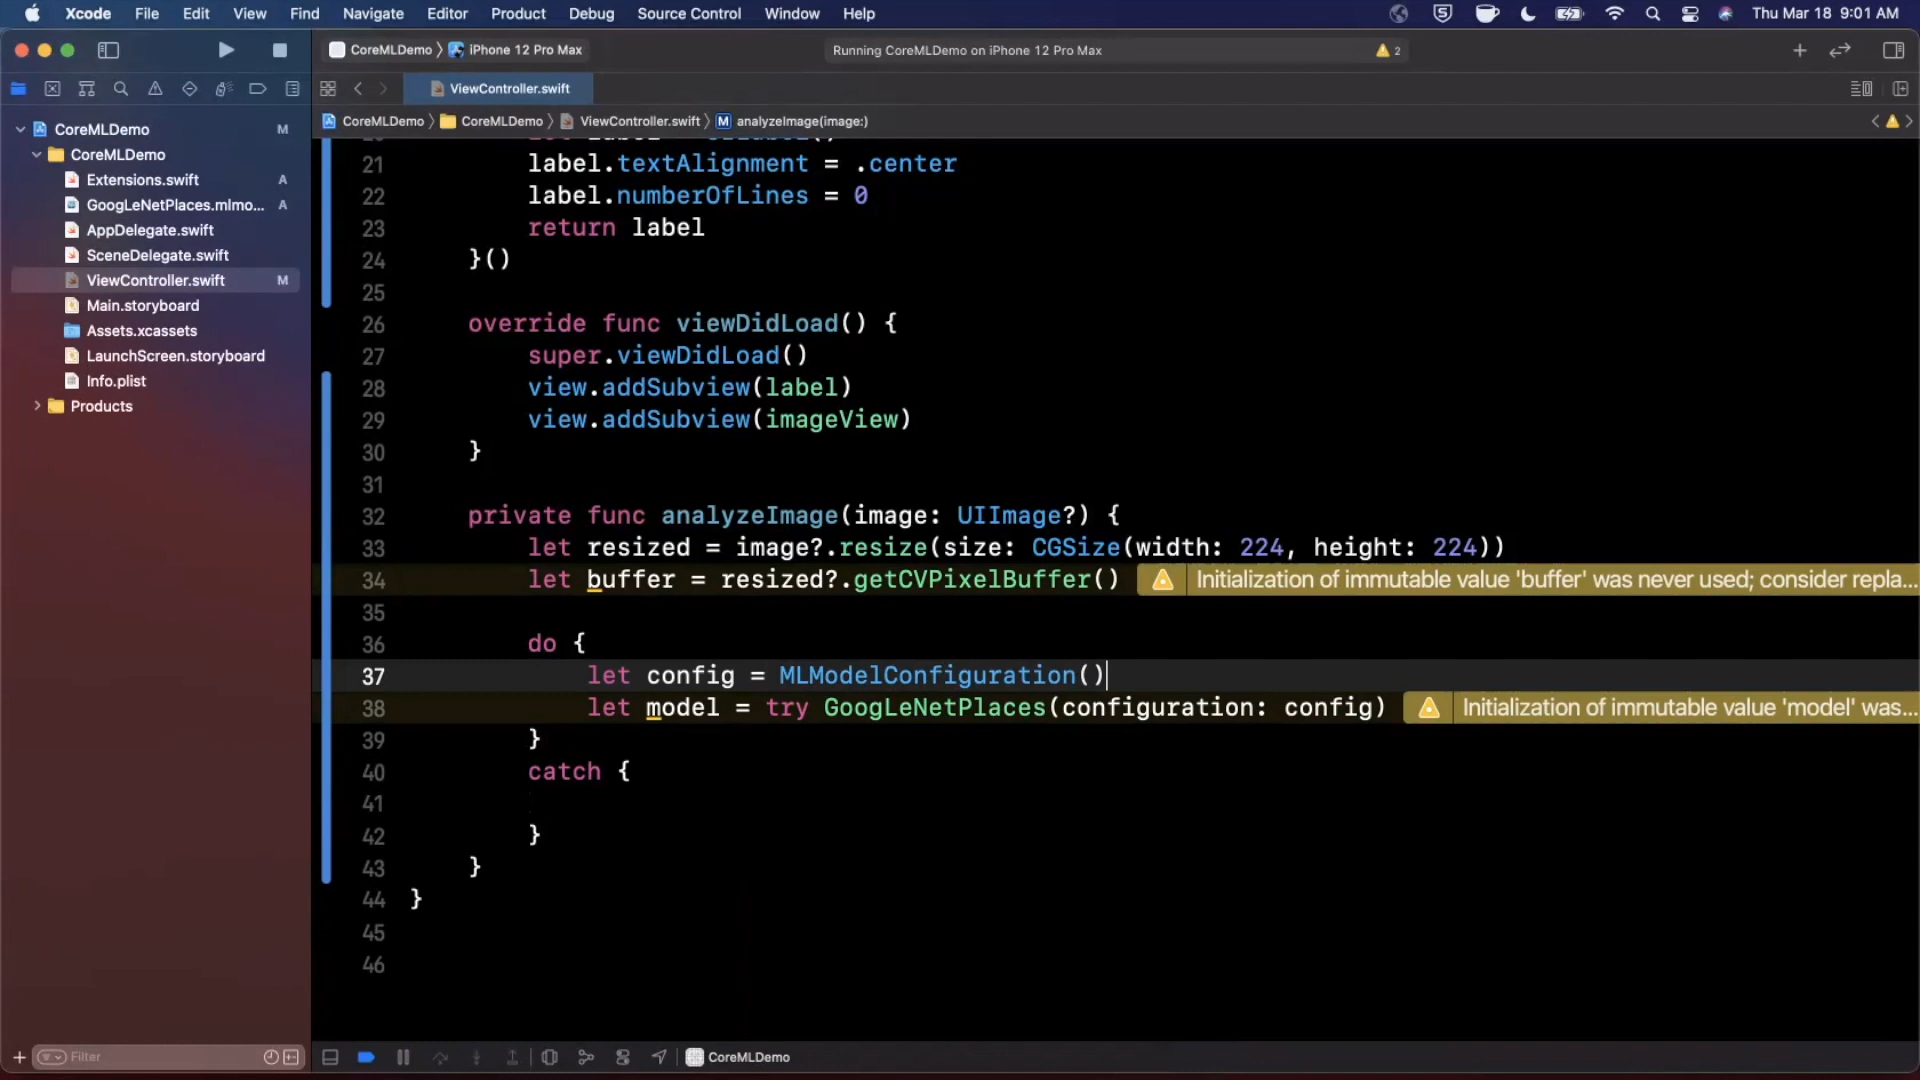 Xcode File Edit View Find Navigate Editor Product Debug Source Control Window Help Thu Mar 18 9:01 AM
CoreMLDemo iPhone 12 Pro Max Running CoreMLDemo on iPhone 12 Pro Max 2
ViewController.swift
CoreMLDemo CoreMLDemo ViewController.swift M analyzeImage(image:)
CoreMLDemo M
CoreMLDemo
Extensions.swift A
GoogLeNetPlaces.mlmo... A
AppDelegate.swift
SceneDelegate.swift
ViewController.swift M
Main.storyboard
Assets.xcassets
LaunchScreen.storyboard
Info.plist
Products
21 label.textAlignment = .center
22 label.numberOfLines = 0
23 return label
24 }()
25
26 override func viewDidLoad() {
27 super.viewDidLoad()
28 view.addSubview(label)
29 view.addSubview(imageView)
30 }
31
32 private func analyzeImage(image: UIImage?) {
33 let resized = image?.resize(size: CGSize(width: 224, height: 224))
34 let buffer = resized?.getCVPixelBuffer() Initialization of immutable value 'buffer' was never used; consider repla...
35
36 do {
37 let config = MLModelConfiguration()
38 let model = try GoogLeNetPlaces(configuration: config) Initialization of immutable value 'model' was...
39 }
40 catch {
41
42 }
43 }
44 }
45
46
Filter
CoreMLDemo